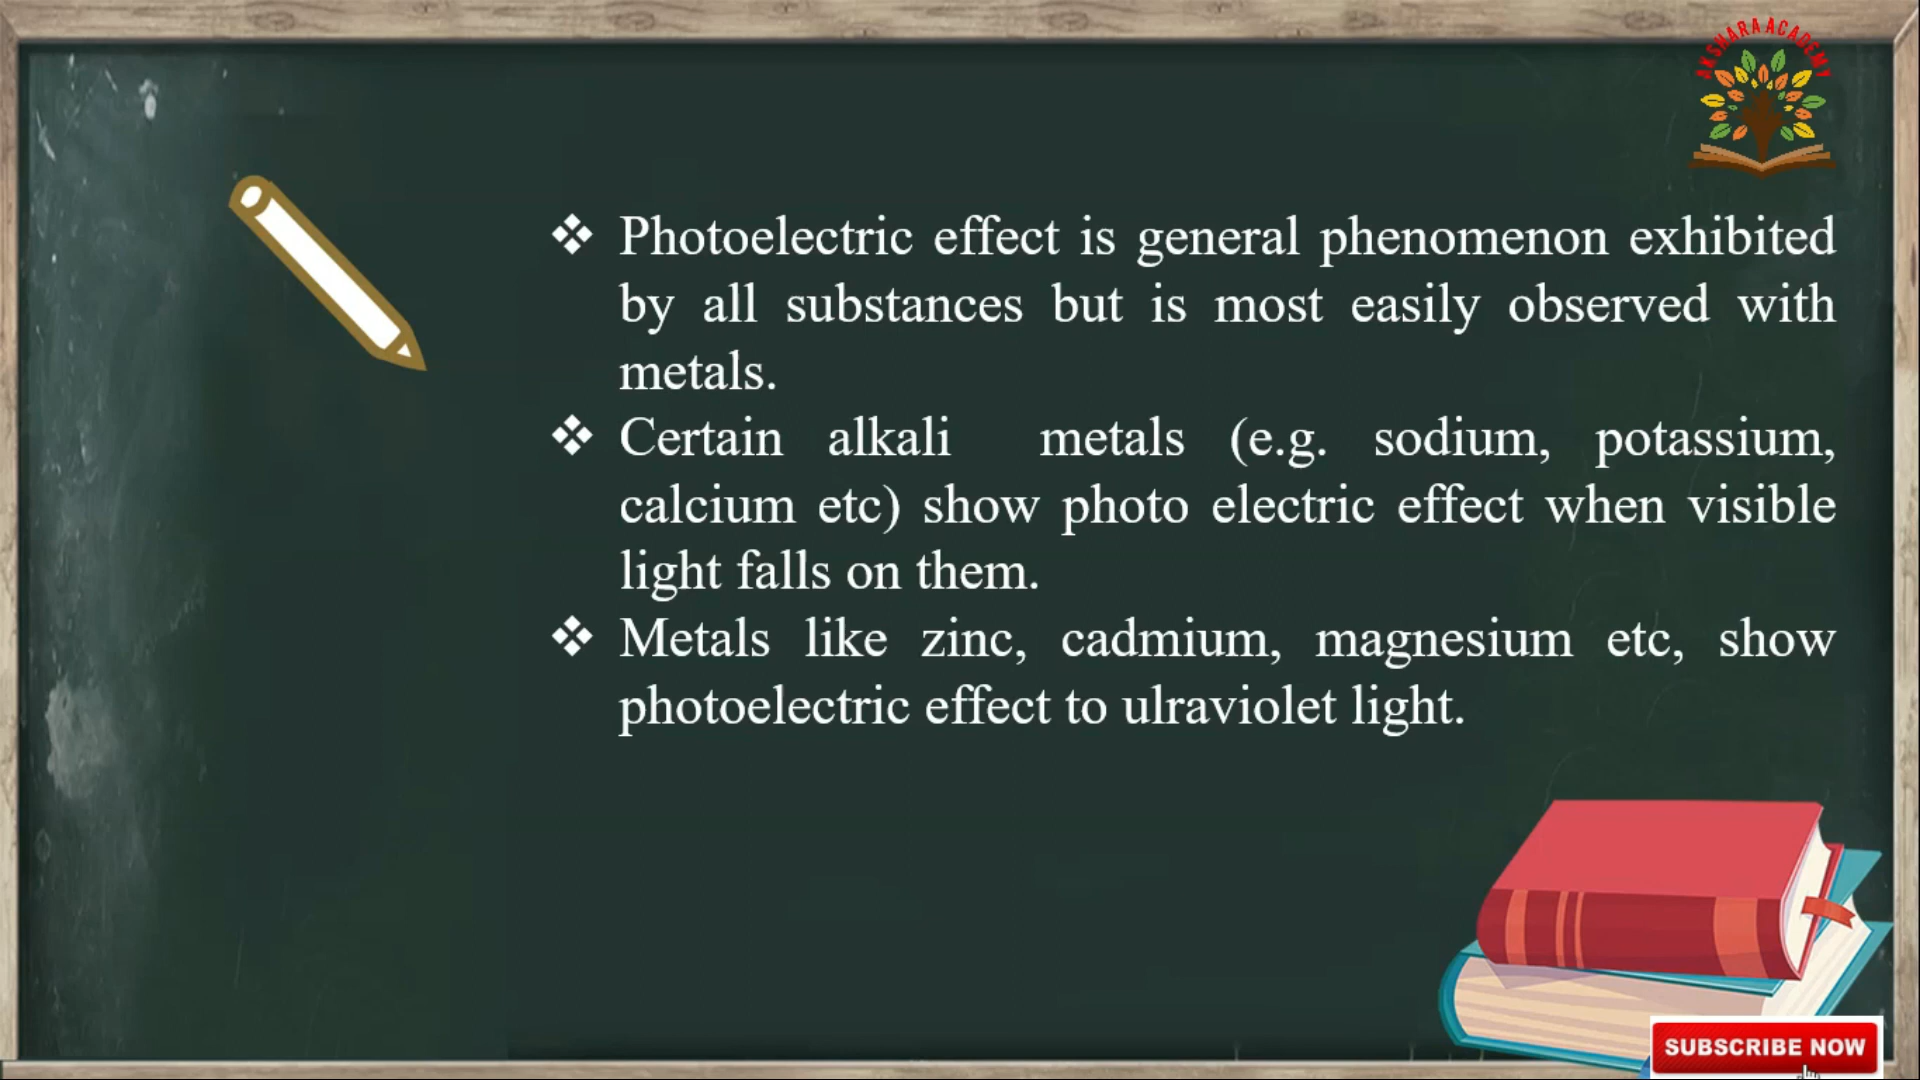 AKSHARA ACADEMY
❖ Photoelectric effect is general phenomenon exhibited
by all substances but is most easily observed with
metals.
❖ Certain alkali metals (e.g. sodium, potassium,
calcium etc) show photo electric effect when visible
light falls on them.
❖ Metals like zinc, cadmium, magnesium etc, show
photoelectric effect to ulraviolet light.
SUBSCRIBE NOW